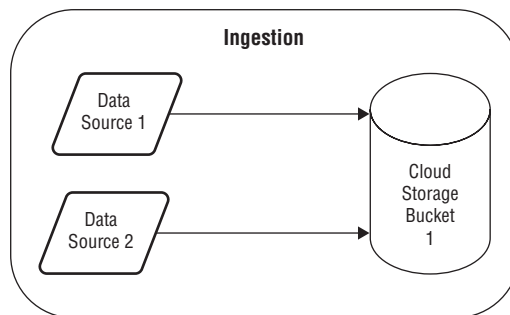 Ingestion
Data
Source 1
Data
Source 2
Cloud
Storage
Bucket
1